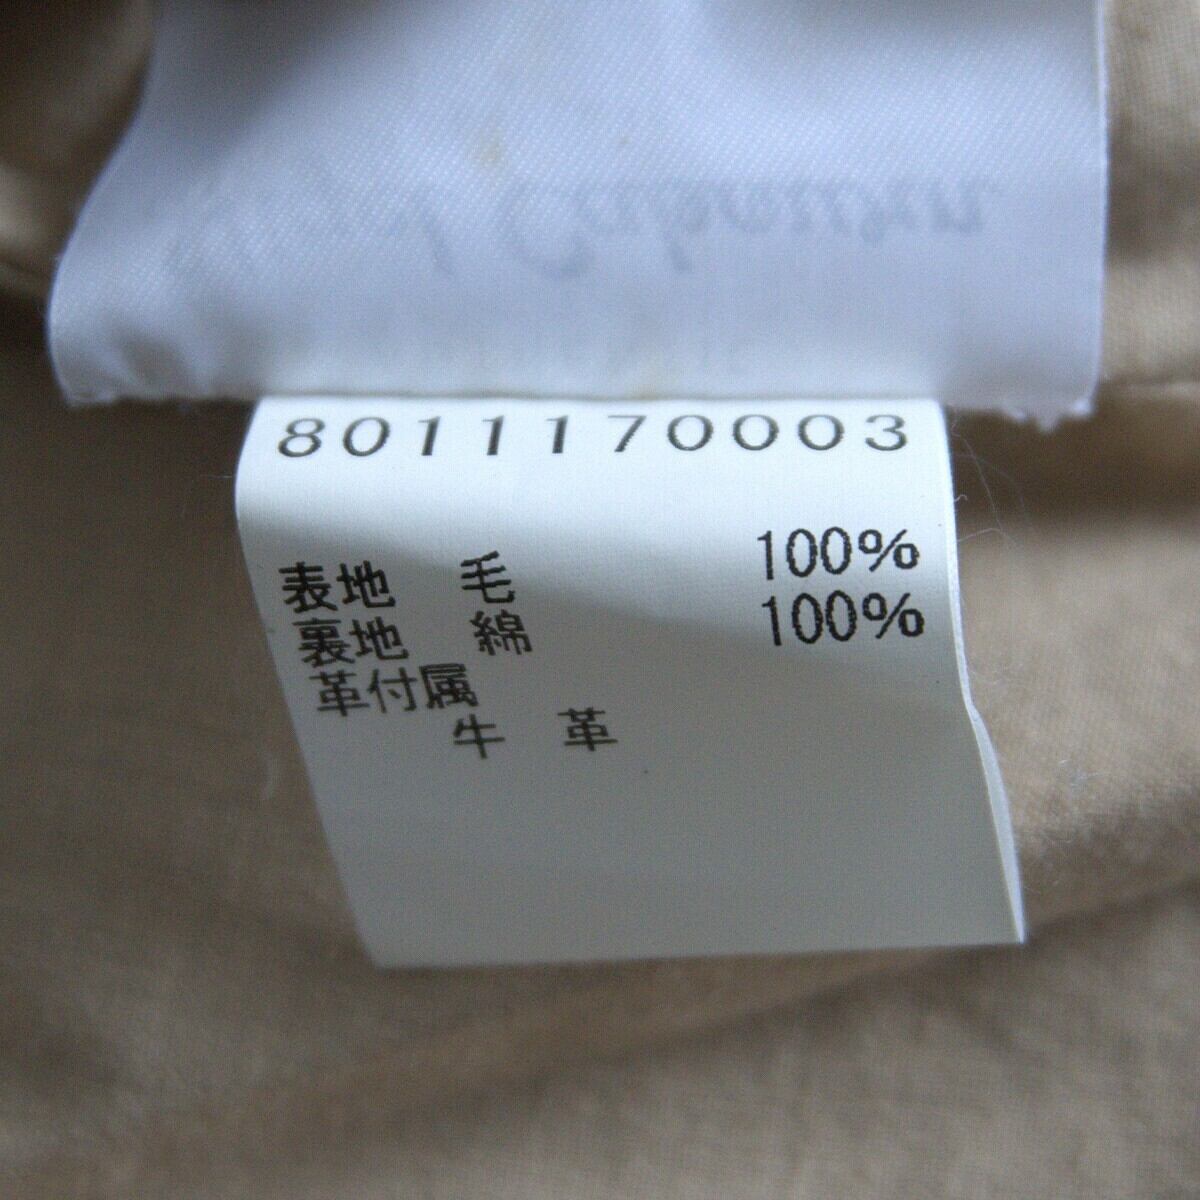 8011170003
表地 毛 100%
裏地 綿 100%
革付属
牛 革